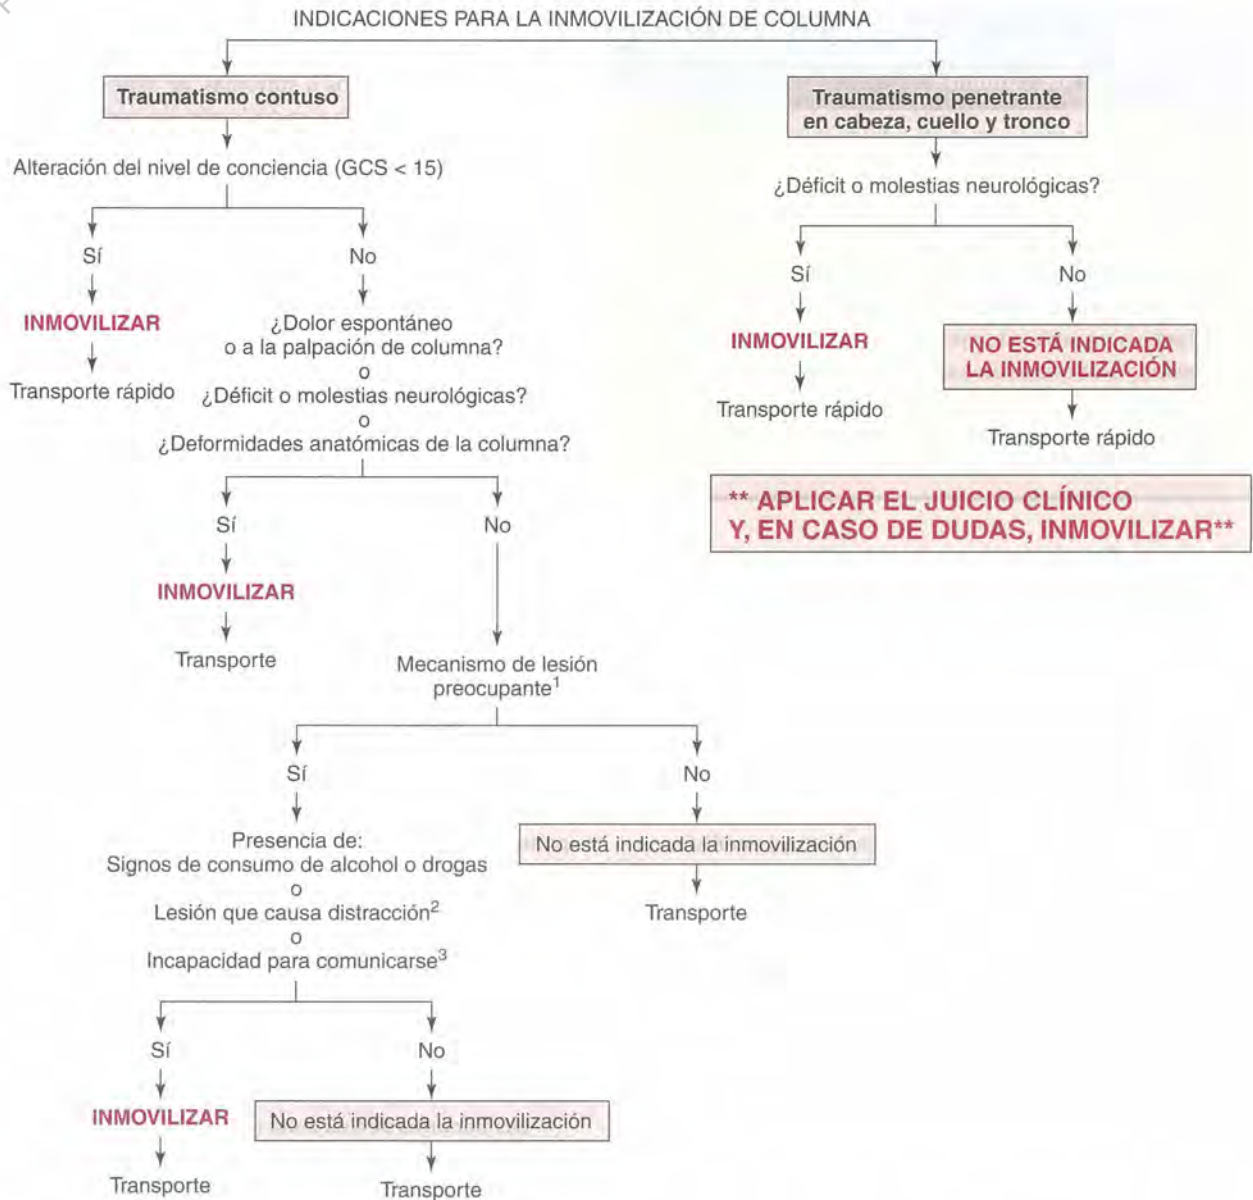 INDICACIONES PARA LA INMOVILIZACIÓN DE COLUMNA
Traumatismo contuso
Alteración del nivel de conciencia (GCS < 15)
Sí
No
INMOVILIZAR
Transporte rápido
¿Dolor espontáneo
o a la palpación de columna?
o
¿Déficit o molestias neurológicas?
o
¿Deformidades anatómicas de la columna?
Sí
No
INMOVILIZAR
Transporte
Mecanismo de lesión
preocupante¹
Sí
No
Presencia de:
Signos de consumo de alcohol o drogas
o
Lesión que causa distracción²
o
Incapacidad para comunicarse³
No está indicada la inmovilización
Transporte
Sí
No
INMOVILIZAR
No está indicada la inmovilización
Transporte
Transporte
Traumatismo penetrante
en cabeza, cuello y tronco
¿Déficit o molestias neurológicas?
Sí
No
INMOVILIZAR
Transporte rápido
NO ESTÁ INDICADA
LA INMOVILIZACIÓN
Transporte rápido
** APLICAR EL JUICIO CLÍNICO
Y, EN CASO DE DUDAS, INMOVILIZAR**